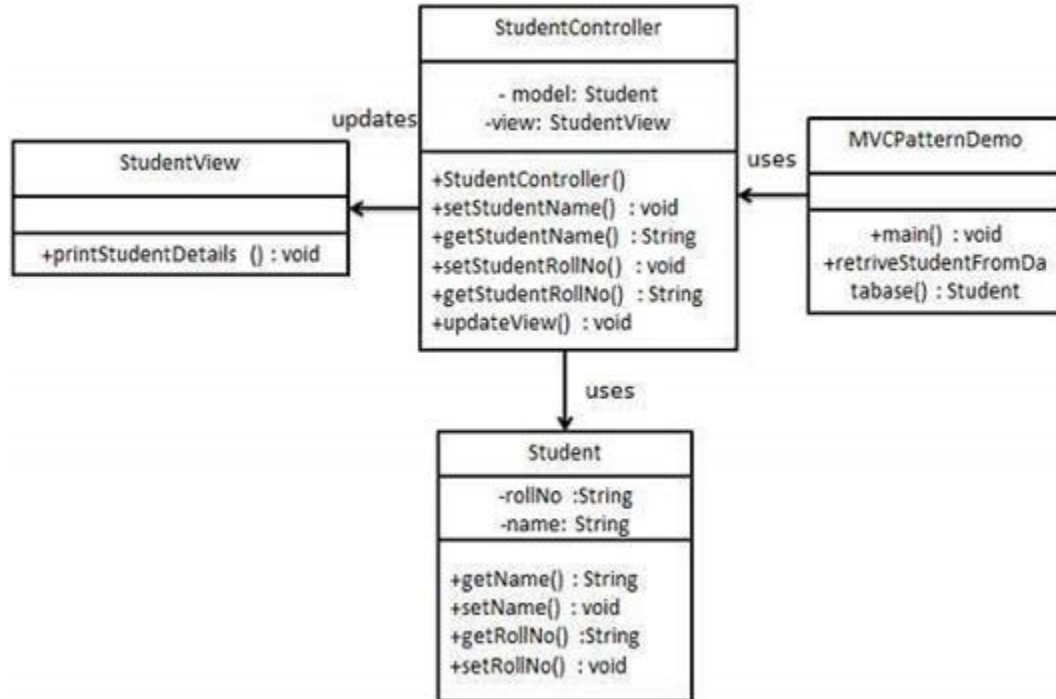 StudentController
- model: Student
-view: StudentView
+StudentController()
+setStudentName() : void
+getStudentName() : String
+setStudentRollNo() : void
+getStudentRollNo() : String
+updateView() : void
updates
StudentView
+printStudentDetails () : void
uses
MVCPatternDemo
+main() : void
+retriveStudentFromDa
tabase() : Student
uses
Student
-rollNo :String
-name: String
+getName() : String
+setName() : void
+getRollNo() :String
+setRollNo() : void